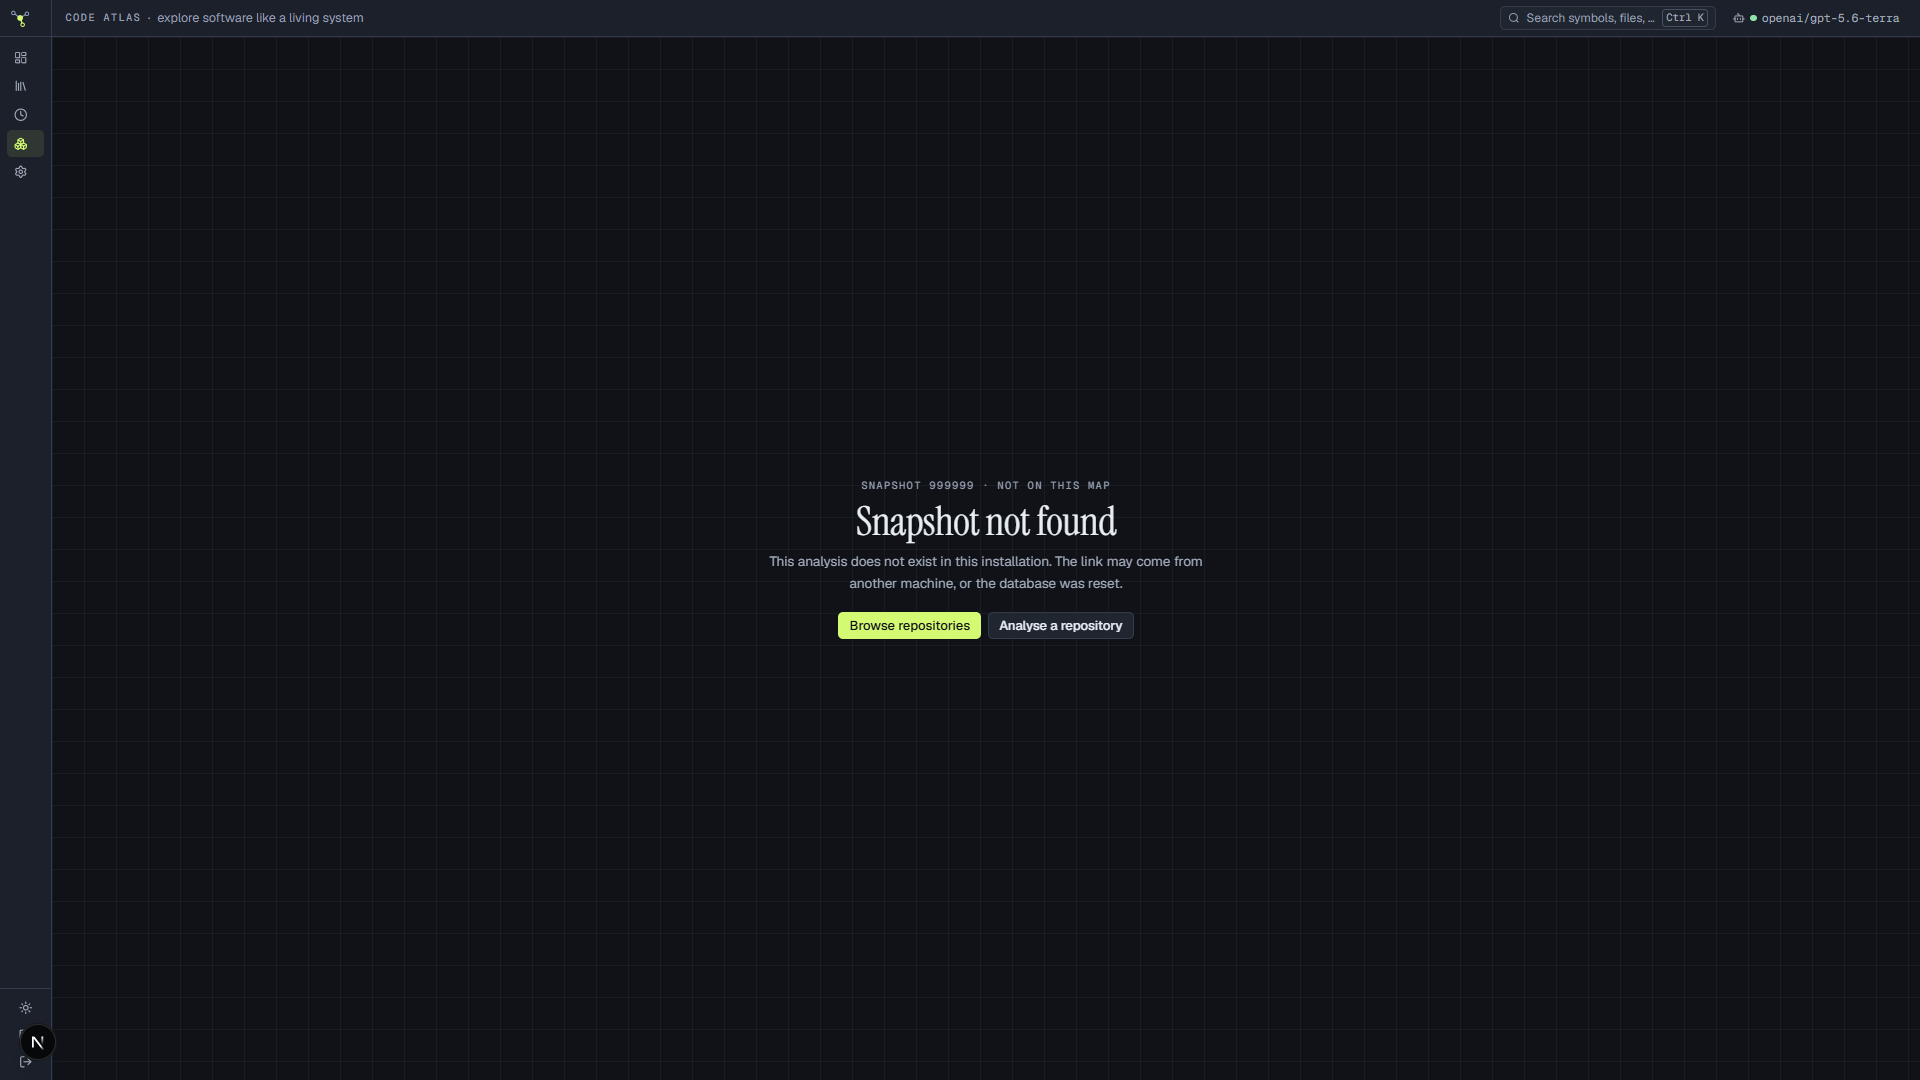 CODE ATLAS · explore software like a living system
Search symbols, files, … Ctrl K
openai/gpt-5.6-terra
SNAPSHOT 999999 · NOT ON THIS MAP
Snapshot not found
This analysis does not exist in this installation. The link may come from
another machine, or the database was reset.
Browse repositories
Analyse a repository
N